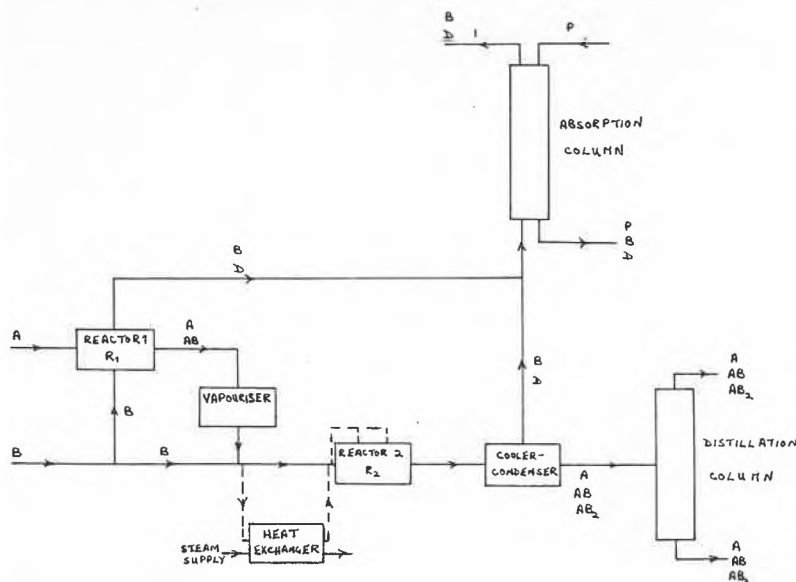 B
D 1
P
ABSORPTION
COLUMN
P
B
D
B
D
A
REACTOR 1
R1
A
AB
B
VAPOURISER
B
D
A
AB
AB2
B
B
REACTOR 2
R2
COOLER-
CONDENSER
A
AB
AB2
DISTILLATION
COLUMN
STEAM
SUPPLY
HEAT
EXCHANGER
A
AB
AB2